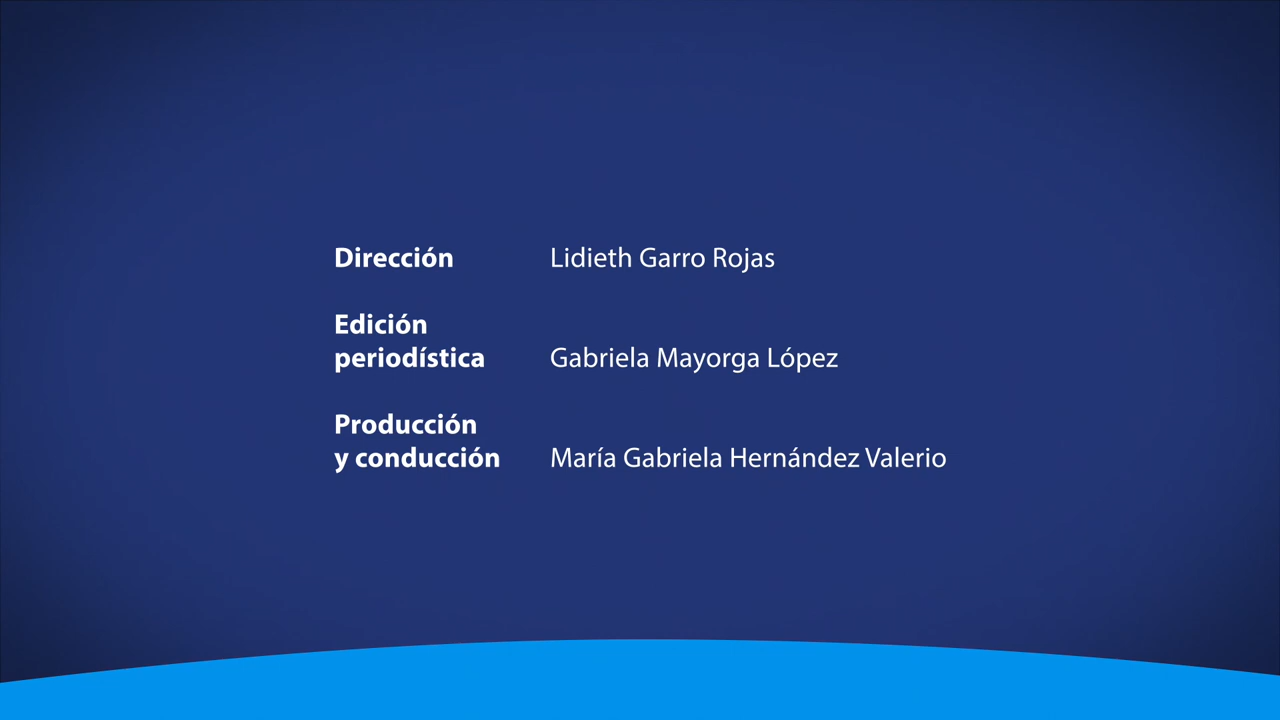 Dirección Lidieth Garro Rojas
Edición
periodística Gabriela Mayorga López
Producción
y conducción María Gabriela Hernández Valerio